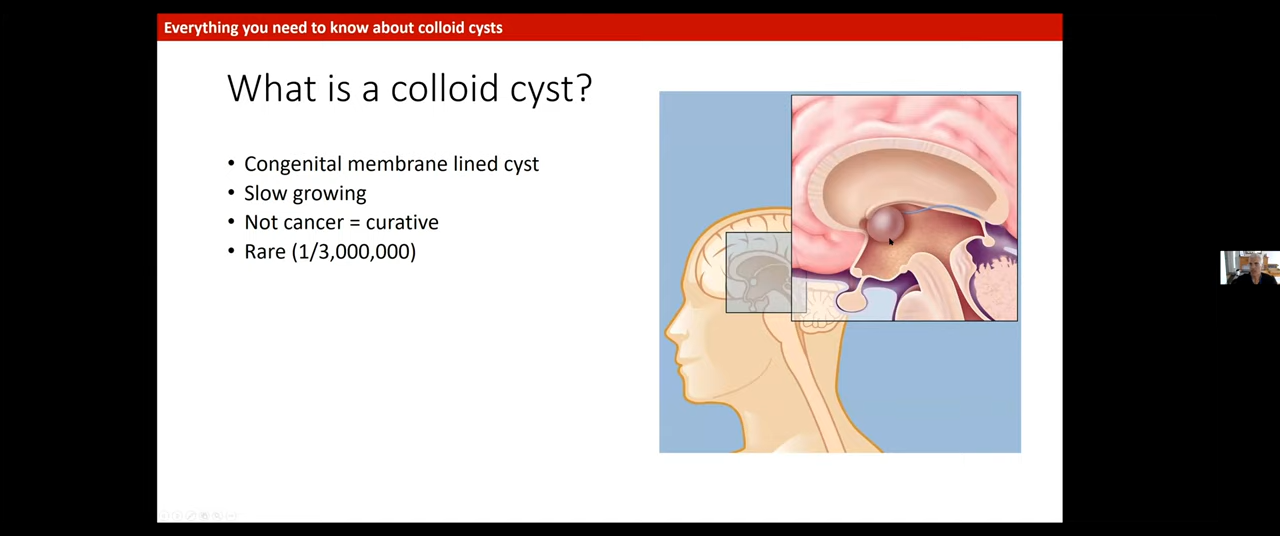 Everything you need to know about colloid cysts
What is a colloid cyst?
• Congenital membrane lined cyst
• Slow growing
• Not cancer = curative
• Rare (1/3,000,000)